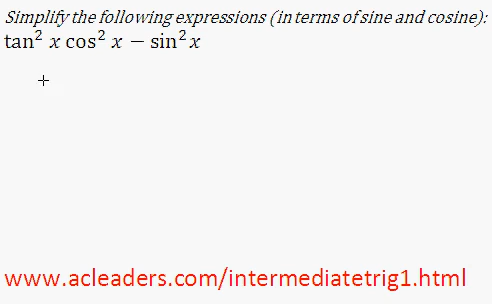 Simplify the following expressions (in terms of sine and cosine):
tan² x cos² x − sin² x
www.acleaders.com/intermediatetrig1.html